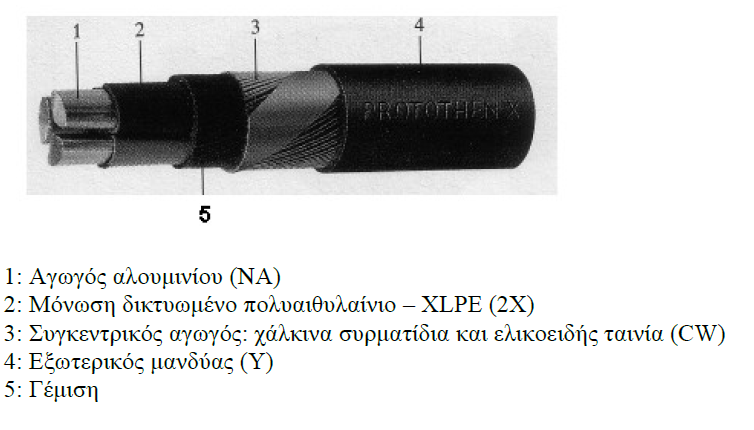 1 2 3 4
PROTOTHEN X
5
1: Αγωγός αλουμινίου (NA)
2: Μόνωση δικτυωμένο πολυαιθυλαίνιο – XLPE (2X)
3: Συγκεντρικός αγωγός: χάλκινα συρματίδια και ελικοειδής ταινία (CW)
4: Εξωτερικός μανδύας (Υ)
5: Γέμιση